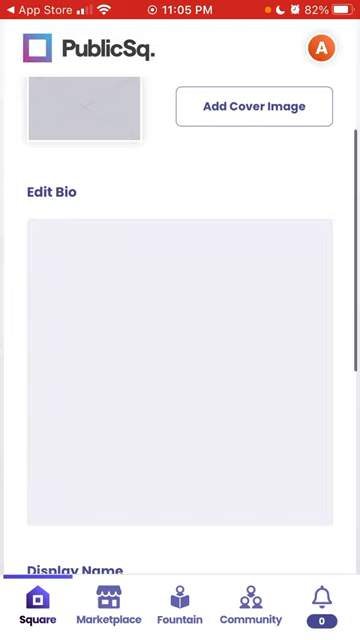 App Store 11:05 PM 82%
PublicSq. A
Add Cover Image
Edit Bio
Display Name
Square Marketplace Fountain Community 0